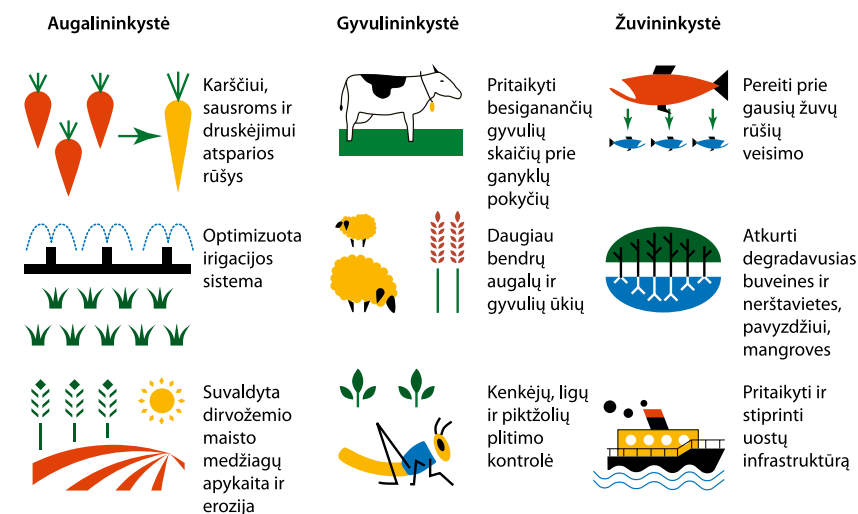 Augalininkystė
Karščiui,
sausroms ir
druskėjimui
atsparios
rūšys
Optimizuota
irigacijos
sistema
Suvaldyta
dirvožemio
maisto
medžiagų
apykaita ir
erozija
Gyvulininkystė
Pritaikyti
besiganančių
gyvulių
skaičių prie
ganyklų
pokyčių
Daugiau
bendrų
augalų ir
gyvulių ūkių
Kenkėjų, ligų
ir piktžolių
plitimo
kontrolė
Žuvininkystė
Pereiti prie
gausių žuvų
rūšių
veisimo
Atkurti
degradavusias
buveines ir
nerštavietes,
pavyzdžiui,
mangroves
Pritaikyti ir
stiprinti
uostų
infrastruktūrą